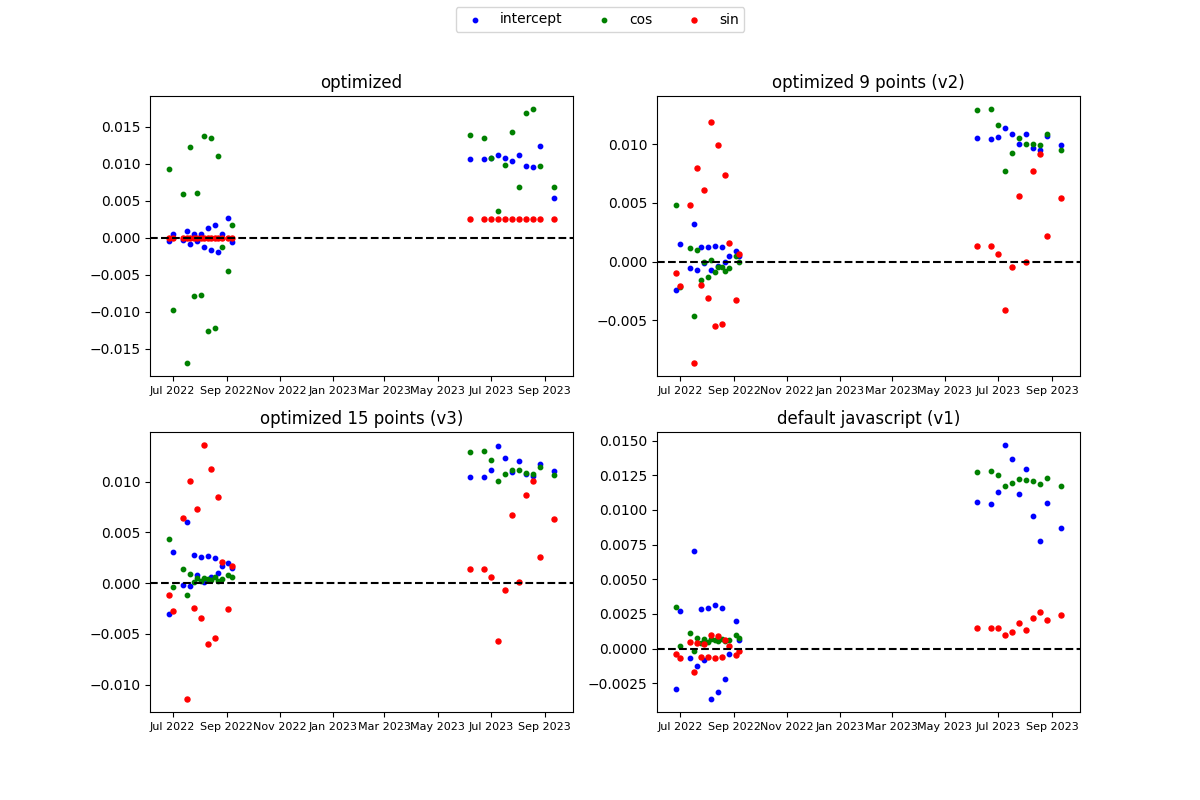 intercept cos sin
optimized
0.015
0.010
0.005
0.000
−0.005
−0.010
−0.015
Jul 2022 Sep 2022 Nov 2022 Jan 2023 Mar 2023 May 2023 Jul 2023 Sep 2023
optimized 9 points (v2)
0.010
0.005
0.000
−0.005
Jul 2022 Sep 2022 Nov 2022 Jan 2023 Mar 2023 May 2023 Jul 2023 Sep 2023
optimized 15 points (v3)
0.010
0.005
0.000
−0.005
−0.010
Jul 2022 Sep 2022 Nov 2022 Jan 2023 Mar 2023 May 2023 Jul 2023 Sep 2023
default javascript (v1)
0.0150
0.0125
0.0100
0.0075
0.0050
0.0025
0.0000
−0.0025
Jul 2022 Sep 2022 Nov 2022 Jan 2023 Mar 2023 May 2023 Jul 2023 Sep 2023